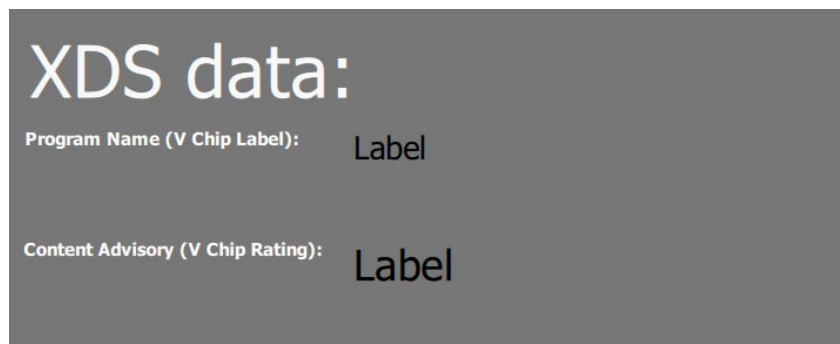 XDS data:
Program Name (V Chip Label): Label
Content Advisory (V Chip Rating): Label